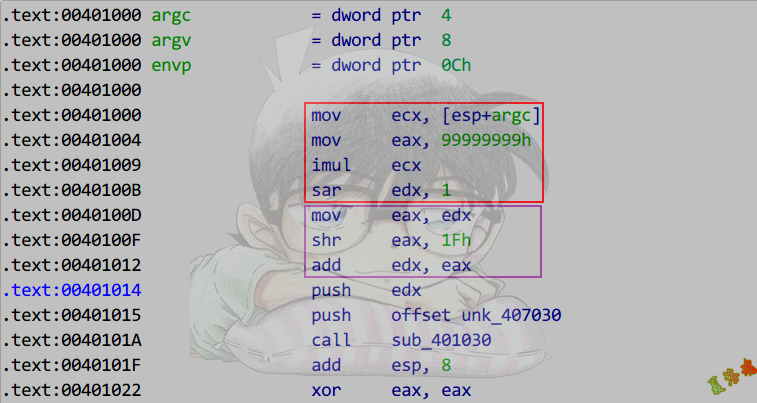 .text:00401000 argc = dword ptr 4
.text:00401000 argv = dword ptr 8
.text:00401000 envp = dword ptr 0Ch
.text:00401000
.text:00401000 mov ecx, [esp+argc]
.text:00401004 mov eax, 99999999h
.text:00401009 imul ecx
.text:0040100B sar edx, 1
.text:0040100D mov eax, edx
.text:0040100F shr eax, 1Fh
.text:00401012 add edx, eax
.text:00401014 push edx
.text:00401015 push offset unk_407030
.text:0040101A call sub_401030
.text:0040101F add esp, 8
.text:00401022 xor eax, eax